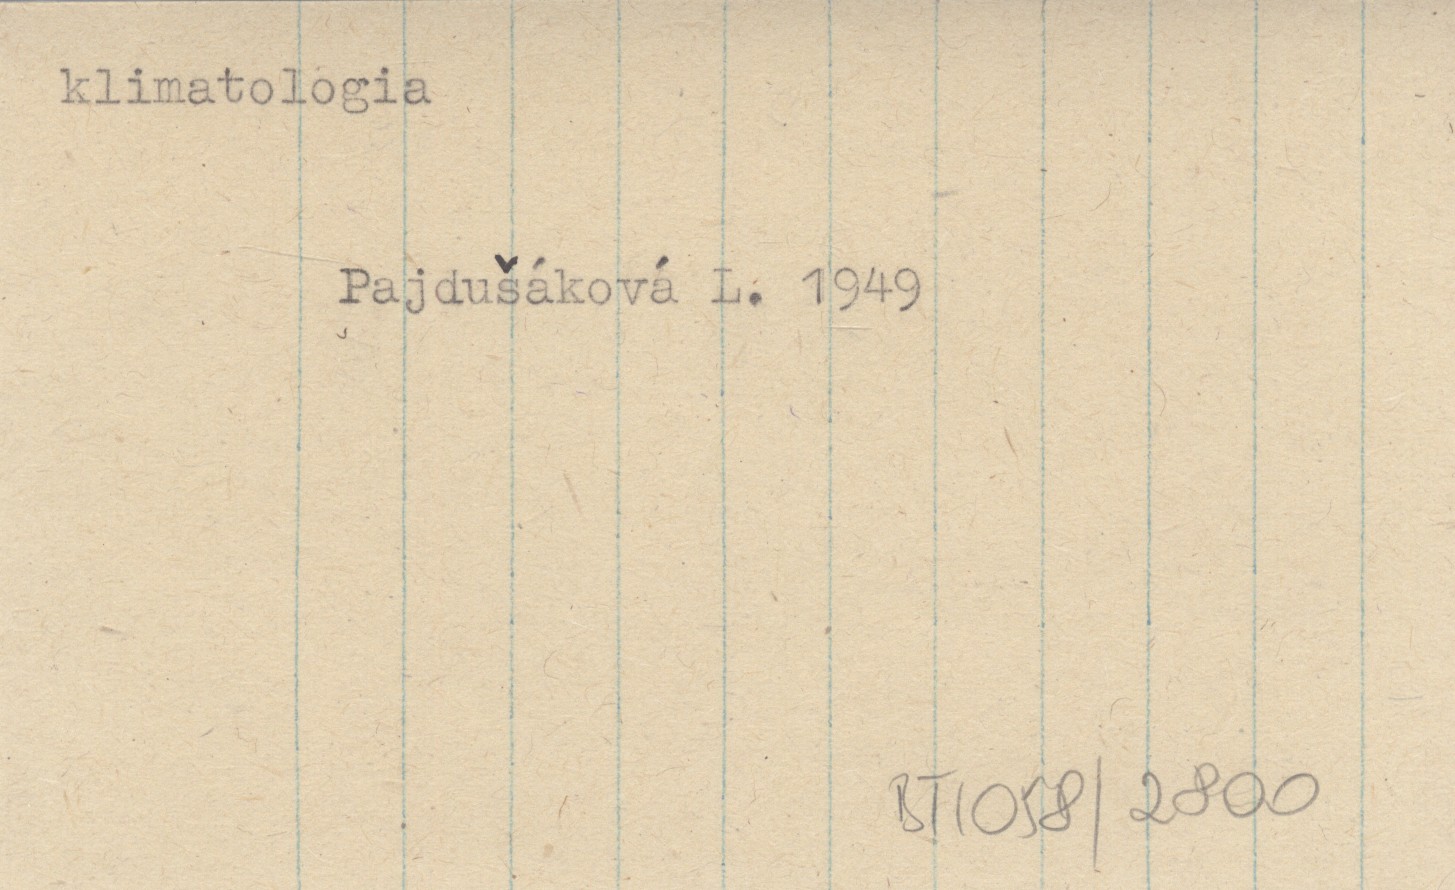 klimatologia
Pajdušáková L. 1949
BT1058/2800